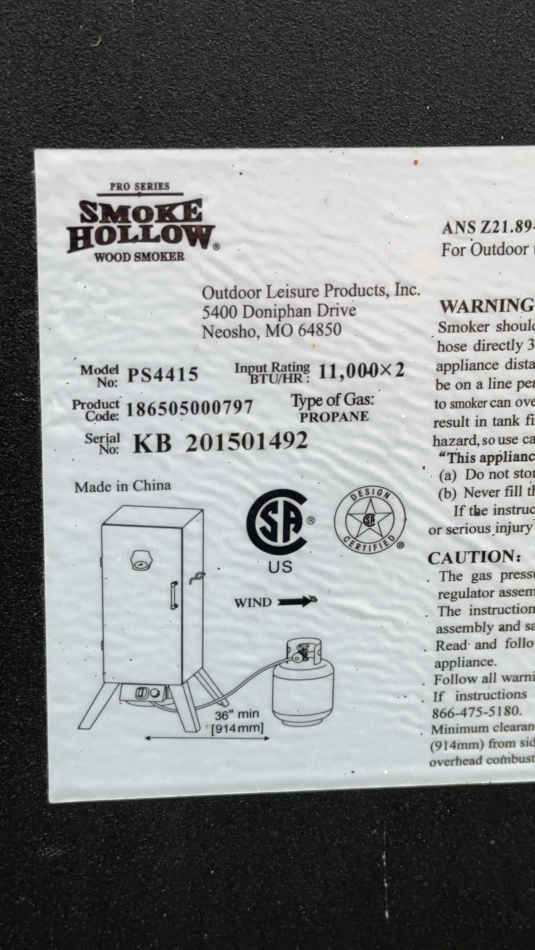 PRO SERIES
SMOKE
HOLLOW®
WOOD SMOKER
Outdoor Leisure Products, Inc.
5400 Doniphan Drive
Neosho, MO 64850
Model No: PS4415 Input Rating BTU/HR: 11,000×2
Product Code: 186505000797 Type of Gas: PROPANE
Serial No: KB 201501492
Made in China
SA ®
US
DESIGN
SA
CERTIFIED ®
WIND
36" min
[914mm]
ANS Z21.89-
For Outdoor
WARNING
Smoker should
hose directly 3
appliance dista
be on a line per
to smoker can ove
result in tank fi
hazard, so use ca
"This applianc
(a) Do not stor
(b) Never fill th
If the instruc
or serious injury
CAUTION:
. The gas pressu
regulator assem
. The instruction
assembly and sa
. Read and follo
appliance.
. Follow all warni
. If instructions
866-475-5180.
. Minimum clearan
(914mm) from sid
overhead combust